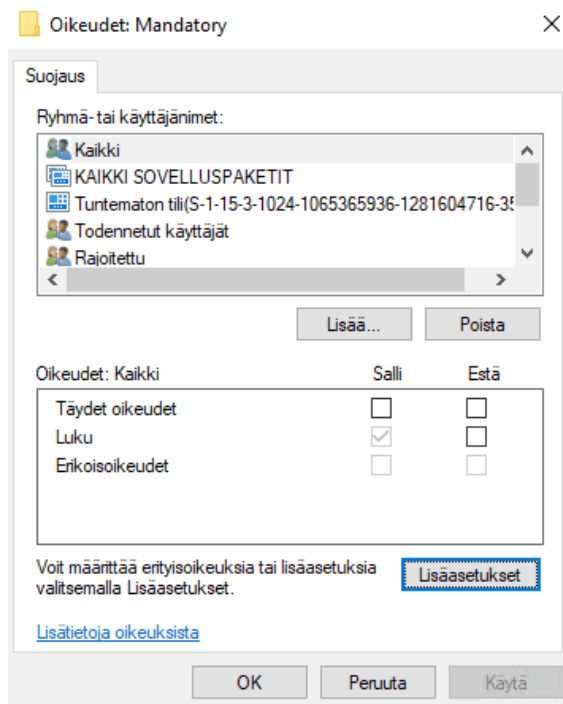 Oikeudet: Mandatory
Suojaus
Ryhmä- tai käyttäjänimet:
Kaikki
KAIKKI SOVELLUSPAKETIT
Tuntematon tili(S-1-15-3-1024-1065365936-1281604716-35
Todennetut käyttäjät
Rajoitettu
Lisää...
Poista
Oikeudet: Kaikki
Salli
Estä
Täydet oikeudet
Luku
Erikoisoikeudet
Voit määrittää erityisoikeuksia tai lisäasetuksia
valitsemalla Lisäasetukset.
Lisäasetukset
Lisätietoja oikeuksista
OK
Peruuta
Käytä